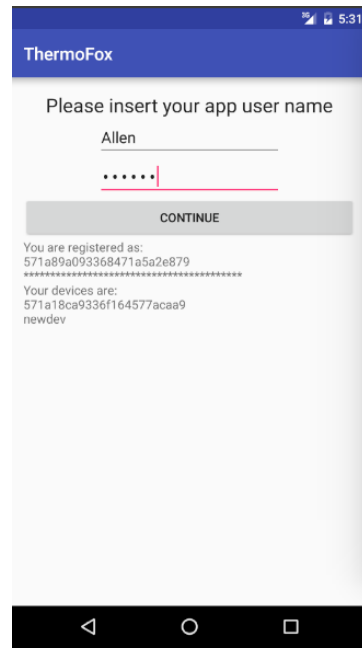 3G 5:31
ThermoFox
Please insert your app user name
Allen
••••••
CONTINUE
You are registered as:
571a89a093368471a5a2e879
*****************************************
Your devices are:
571a18ca9336f164577acaa9
newdev